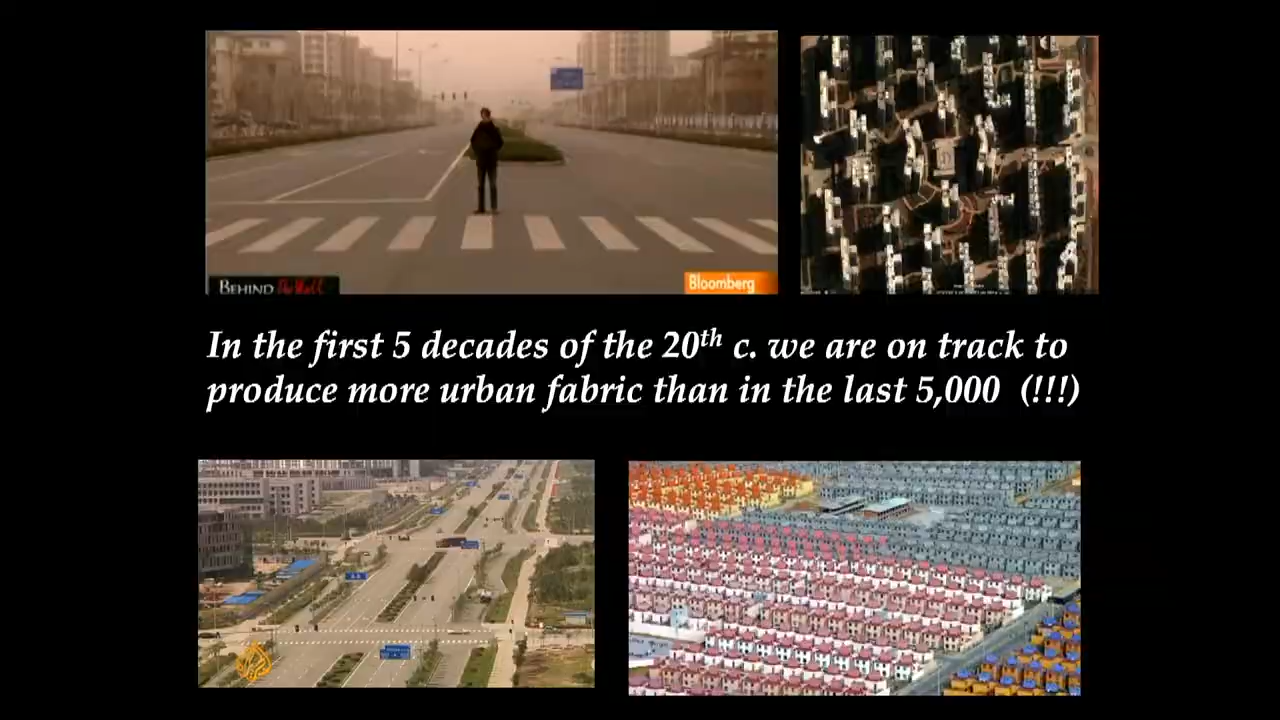 BEHIND The Wall
Bloomberg
In the first 5 decades of the 20th c. we are on track to
produce more urban fabric than in the last 5,000 (!!!)